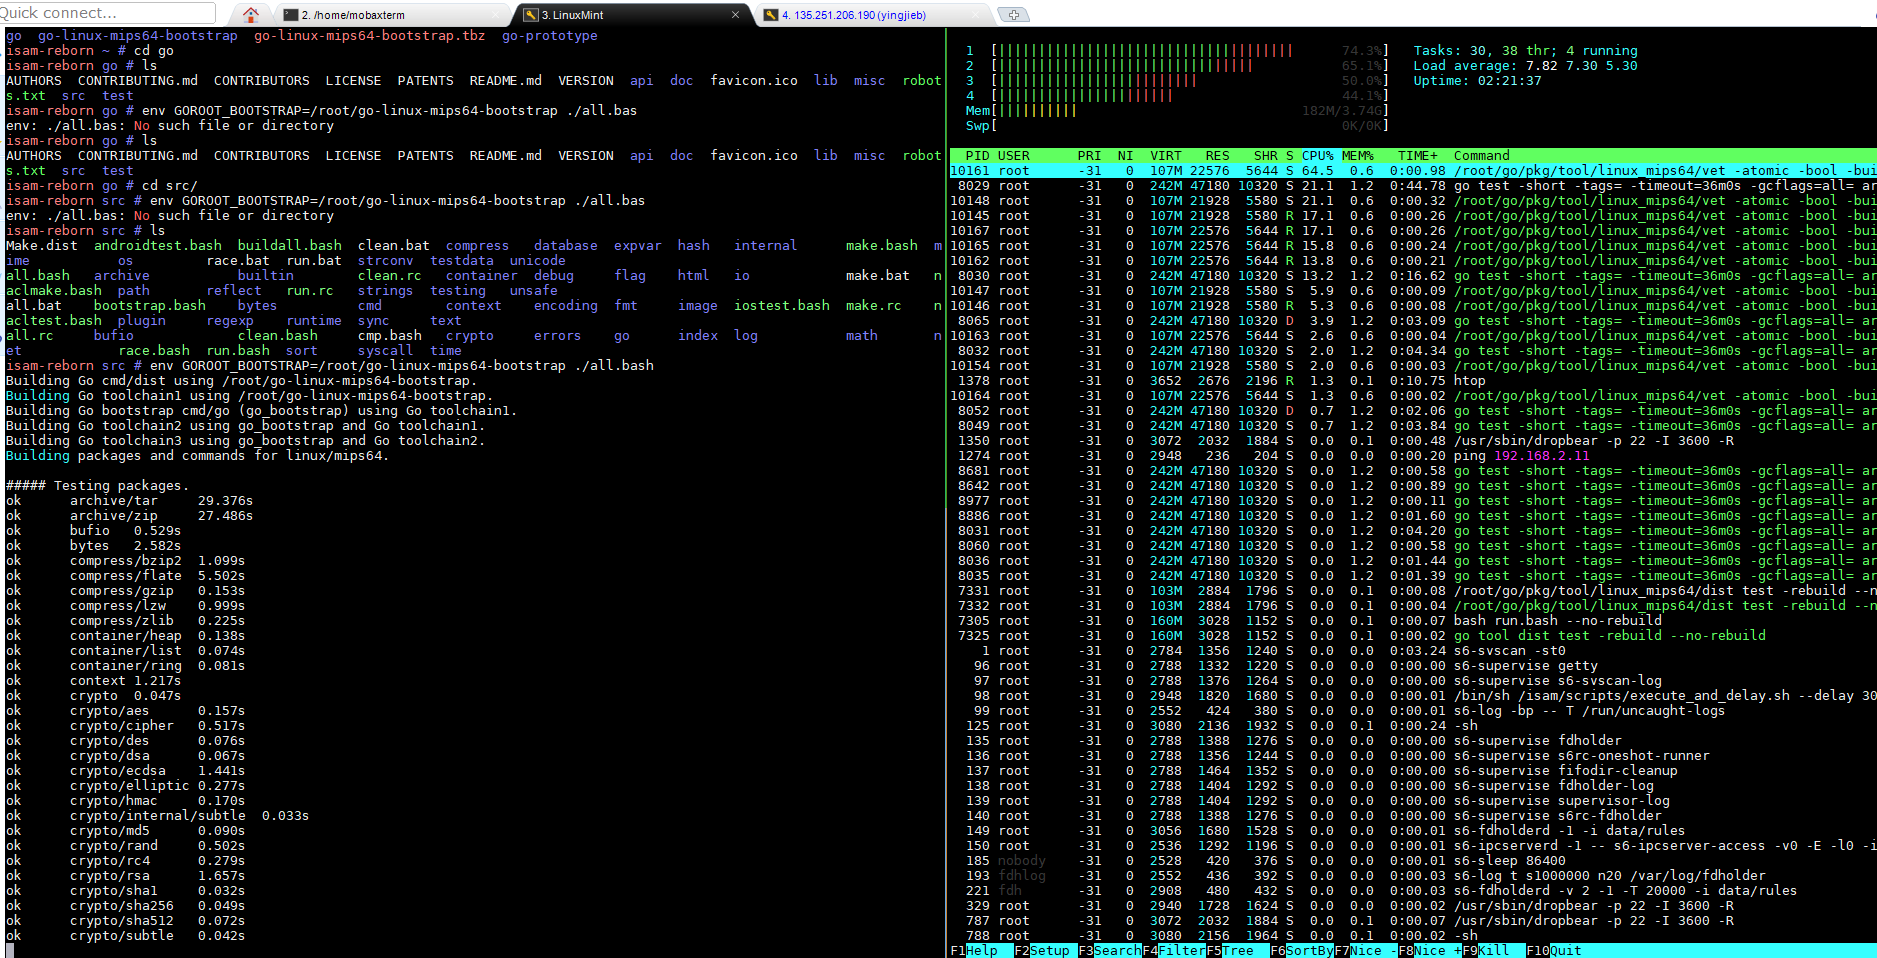 Quick connect...
2. /home/mobaxterm
3. LinuxMint
4. 135.251.206.190 (yingjieb)
go  go-linux-mips64-bootstrap  go-linux-mips64-bootstrap.tbz  go-prototype
isam-reborn ~ # cd go
isam-reborn go # ls
AUTHORS  CONTRIBUTING.md  CONTRIBUTORS  LICENSE  PATENTS  README.md  VERSION  api  doc  favicon.ico  lib  misc  robot
s.txt  src  test
isam-reborn go # env GOROOT_BOOTSTRAP=/root/go-linux-mips64-bootstrap ./all.bas
env: ./all.bas: No such file or directory
isam-reborn go # ls
AUTHORS  CONTRIBUTING.md  CONTRIBUTORS  LICENSE  PATENTS  README.md  VERSION  api  doc  favicon.ico  lib  misc  robot
s.txt  src  test
isam-reborn go # cd src/
isam-reborn src # env GOROOT_BOOTSTRAP=/root/go-linux-mips64-bootstrap ./all.bas
env: ./all.bas: No such file or directory
isam-reborn src # ls
Make.dist  androidtest.bash  buildall.bash  clean.bat  compress   database  expvar  hash   internal      make.bash  m
ime           os         race.bat  run.bat  strconv  testdata  unicode
all.bash   archive           builtin        clean.rc   container  debug     flag    html   io            make.bat   n
aclmake.bash  path       reflect   run.rc   strings  testing   unsafe
all.bat    bootstrap.bash    bytes          cmd        context    encoding  fmt     image  iostest.bash  make.rc    n
acltest.bash  plugin     regexp    runtime  sync     text
all.rc     bufio             clean.bash     cmp.bash   crypto     errors    go      index  log           math       n
et            race.bash  run.bash  sort     syscall  time
isam-reborn src # env GOROOT_BOOTSTRAP=/root/go-linux-mips64-bootstrap ./all.bash
Building Go cmd/dist using /root/go-linux-mips64-bootstrap.
Building Go toolchain1 using /root/go-linux-mips64-bootstrap.
Building Go bootstrap cmd/go (go_bootstrap) using Go toolchain1.
Building Go toolchain2 using go_bootstrap and Go toolchain1.
Building Go toolchain3 using go_bootstrap and Go toolchain2.
Building packages and commands for linux/mips64.
##### Testing packages.
ok      archive/tar     29.376s
ok      archive/zip     27.486s
ok      bufio   0.529s
ok      bytes   2.582s
ok      compress/bzip2  1.099s
ok      compress/flate  5.502s
ok      compress/gzip   0.153s
ok      compress/lzw    0.999s
ok      compress/zlib   0.225s
ok      container/heap  0.138s
ok      container/list  0.074s
ok      container/ring  0.081s
ok      context 1.217s
ok      crypto  0.047s
ok      crypto/aes      0.157s
ok      crypto/cipher   0.517s
ok      crypto/des      0.076s
ok      crypto/dsa      0.067s
ok      crypto/ecdsa    1.441s
ok      crypto/elliptic 0.277s
ok      crypto/hmac     0.170s
ok      crypto/internal/subtle  0.033s
ok      crypto/md5      0.090s
ok      crypto/rand     0.502s
ok      crypto/rc4      0.279s
ok      crypto/rsa      1.657s
ok      crypto/sha1     0.032s
ok      crypto/sha256   0.049s
ok      crypto/sha512   0.072s
ok      crypto/subtle   0.042s
1 [74.3%]  Tasks: 30, 38 thr; 4 running
2 [65.1%]  Load average: 7.82 7.30 5.30
3 [50.0%]  Uptime: 02:21:37
4 [44.1%]
Mem[182M/3.74G]
Swp[0K/0K]
PID USER      PRI  NI  VIRT   RES   SHR S CPU% MEM%   TIME+  Command
10161 root      -31   0  107M 22576  5644 S 64.5  0.6  0:00.98 /root/go/pkg/tool/linux_mips64/vet -atomic -bool -bui
8029 root      -31   0  242M 47180 10320 S 21.1  1.2  0:44.78 go test -short -tags= -timeout=36m0s -gcflags=all= ar
10148 root      -31   0  107M 21928  5580 S 21.1  0.6  0:00.32 /root/go/pkg/tool/linux_mips64/vet -atomic -bool -bui
10145 root      -31   0  107M 21928  5580 R 17.1  0.6  0:00.26 /root/go/pkg/tool/linux_mips64/vet -atomic -bool -bui
10167 root      -31   0  107M 22576  5644 R 17.1  0.6  0:00.26 /root/go/pkg/tool/linux_mips64/vet -atomic -bool -bui
10165 root      -31   0  107M 22576  5644 R 15.8  0.6  0:00.24 /root/go/pkg/tool/linux_mips64/vet -atomic -bool -bui
10162 root      -31   0  107M 22576  5644 R 13.8  0.6  0:00.21 /root/go/pkg/tool/linux_mips64/vet -atomic -bool -bui
8030 root      -31   0  242M 47180 10320 S 13.2  1.2  0:16.62 go test -short -tags= -timeout=36m0s -gcflags=all= ar
10147 root      -31   0  107M 21928  5580 S  5.9  0.6  0:00.09 /root/go/pkg/tool/linux_mips64/vet -atomic -bool -bui
10146 root      -31   0  107M 21928  5580 R  5.3  0.6  0:00.08 /root/go/pkg/tool/linux_mips64/vet -atomic -bool -bui
8065 root      -31   0  242M 47180 10320 D  3.9  1.2  0:03.09 go test -short -tags= -timeout=36m0s -gcflags=all= ar
10163 root      -31   0  107M 22576  5644 S  2.6  0.6  0:00.04 /root/go/pkg/tool/linux_mips64/vet -atomic -bool -bui
8032 root      -31   0  242M 47180 10320 S  2.0  1.2  0:04.34 go test -short -tags= -timeout=36m0s -gcflags=all= ar
10154 root      -31   0  107M 21928  5580 S  2.0  0.6  0:00.03 /root/go/pkg/tool/linux_mips64/vet -atomic -bool -bui
1378 root      -31   0  3652  2676  2196 R  1.3  0.1  0:10.75 htop
10164 root      -31   0  107M 22576  5644 S  1.3  0.6  0:00.02 /root/go/pkg/tool/linux_mips64/vet -atomic -bool -bui
8052 root      -31   0  242M 47180 10320 D  0.7  1.2  0:02.06 go test -short -tags= -timeout=36m0s -gcflags=all= ar
8049 root      -31   0  242M 47180 10320 S  0.7  1.2  0:03.84 go test -short -tags= -timeout=36m0s -gcflags=all= ar
1350 root      -31   0  3072  2032  1884 S  0.0  0.1  0:00.48 /usr/sbin/dropbear -p 22 -I 3600 -R
1274 root      -31   0  2948   236   204 S  0.0  0.0  0:00.20 ping 192.168.2.11
8681 root      -31   0  242M 47180 10320 S  0.0  1.2  0:00.58 go test -short -tags= -timeout=36m0s -gcflags=all= ar
8642 root      -31   0  242M 47180 10320 S  0.0  1.2  0:00.89 go test -short -tags= -timeout=36m0s -gcflags=all= ar
8977 root      -31   0  242M 47180 10320 S  0.0  1.2  0:00.11 go test -short -tags= -timeout=36m0s -gcflags=all= ar
8886 root      -31   0  242M 47180 10320 S  0.0  1.2  0:01.60 go test -short -tags= -timeout=36m0s -gcflags=all= ar
8031 root      -31   0  242M 47180 10320 S  0.0  1.2  0:04.20 go test -short -tags= -timeout=36m0s -gcflags=all= ar
8060 root      -31   0  242M 47180 10320 S  0.0  1.2  0:00.58 go test -short -tags= -timeout=36m0s -gcflags=all= ar
8036 root      -31   0  242M 47180 10320 S  0.0  1.2  0:01.44 go test -short -tags= -timeout=36m0s -gcflags=all= ar
8035 root      -31   0  242M 47180 10320 S  0.0  1.2  0:01.39 go test -short -tags= -timeout=36m0s -gcflags=all= ar
7331 root      -31   0  103M  2884  1796 S  0.0  0.1  0:00.08 /root/go/pkg/tool/linux_mips64/dist test -rebuild --n
7332 root      -31   0  103M  2884  1796 S  0.0  0.1  0:00.04 /root/go/pkg/tool/linux_mips64/dist test -rebuild --n
7305 root      -31   0  160M  3028  1152 S  0.0  0.1  0:00.07 bash run.bash --no-rebuild
7325 root      -31   0  160M  3028  1152 S  0.0  0.1  0:00.02 go tool dist test -rebuild --no-rebuild
1 root      -31   0  2784  1356  1240 S  0.0  0.0  0:03.24 s6-svscan -st0
96 root      -31   0  2788  1332  1220 S  0.0  0.0  0:00.00 s6-supervise getty
97 root      -31   0  2788  1376  1264 S  0.0  0.0  0:00.00 s6-supervise s6-svscan-log
98 root      -31   0  2948  1820  1680 S  0.0  0.0  0:00.01 /bin/sh /isam/scripts/execute_and_delay.sh --delay 30
99 root      -31   0  2552   424   380 S  0.0  0.0  0:00.01 s6-log -bp -- T /run/uncaught-logs
125 root      -31   0  3080  2136  1932 S  0.0  0.1  0:00.24 -sh
135 root      -31   0  2788  1388  1276 S  0.0  0.0  0:00.00 s6-supervise fdholder
136 root      -31   0  2788  1356  1244 S  0.0  0.0  0:00.00 s6-supervise s6rc-oneshot-runner
137 root      -31   0  2788  1464  1352 S  0.0  0.0  0:00.00 s6-supervise fifodir-cleanup
138 root      -31   0  2788  1404  1292 S  0.0  0.0  0:00.00 s6-supervise fdholder-log
139 root      -31   0  2788  1404  1292 S  0.0  0.0  0:00.00 s6-supervise supervisor-log
140 root      -31   0  2788  1388  1276 S  0.0  0.0  0:00.00 s6-supervise s6rc-fdholder
149 root      -31   0  3056  1680  1528 S  0.0  0.0  0:00.01 s6-fdholderd -1 -i data/rules
150 root      -31   0  2536  1292  1196 S  0.0  0.0  0:00.01 s6-ipcserverd -1 -- s6-ipcserver-access -v0 -E -l0 -i
185 nobody    -31   0  2528   420   376 S  0.0  0.0  0:00.01 s6-sleep 86400
193 fdhlog    -31   0  2552   436   392 S  0.0  0.0  0:00.03 s6-log t s1000000 n20 /var/log/fdholder
221 fdh       -31   0  2908   480   432 S  0.0  0.0  0:00.03 s6-fdholderd -v 2 -1 -T 20000 -i data/rules
329 root      -31   0  2940  1728  1624 S  0.0  0.0  0:00.02 /usr/sbin/dropbear -p 22 -I 3600 -R
787 root      -31   0  3072  2032  1884 S  0.0  0.1  0:00.07 /usr/sbin/dropbear -p 22 -I 3600 -R
788 root      -31   0  3080  2156  1964 S  0.0  0.1  0:00.02 -sh
F1Help  F2Setup F3SearchF4FilterF5Tree  F6SortByF7Nice -F8Nice +F9Kill  F10Quit